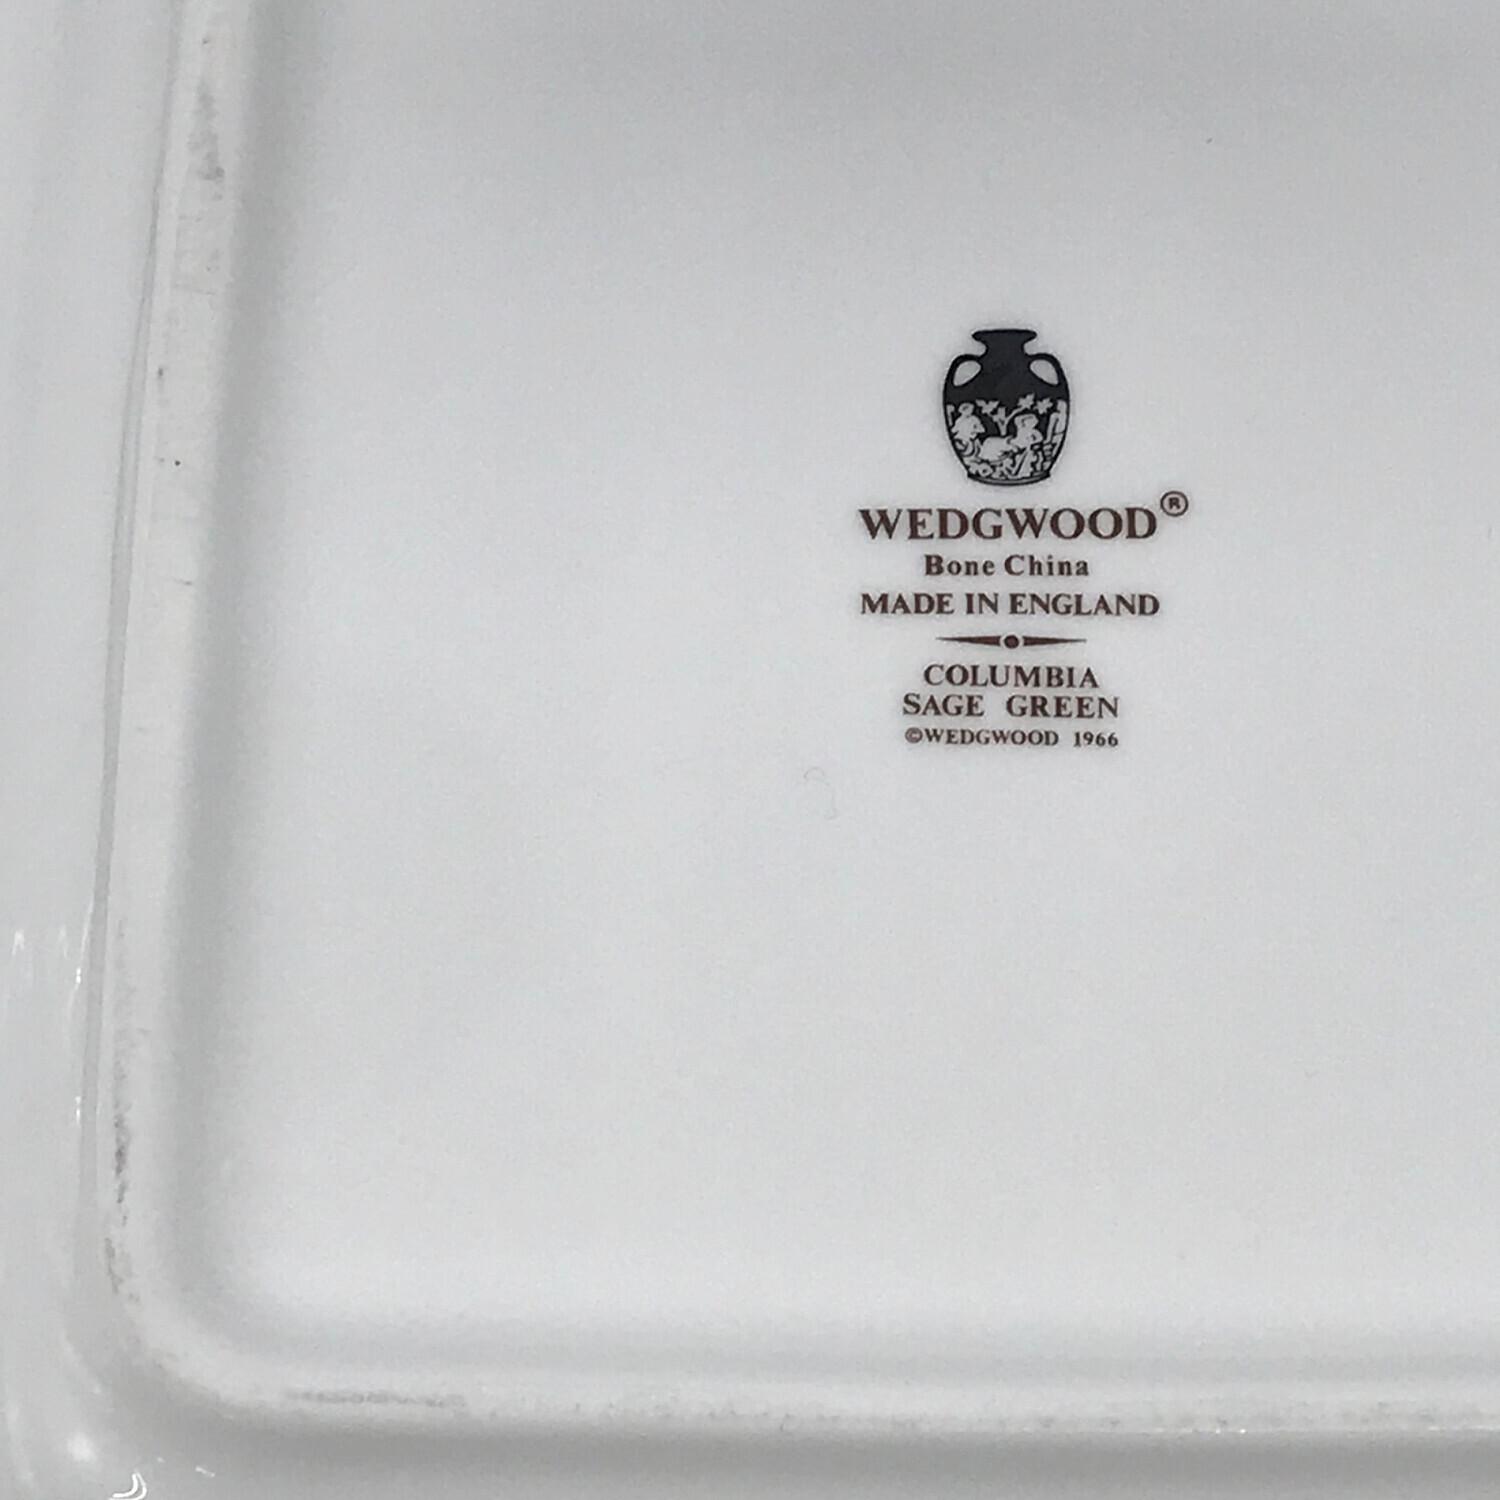 WEDGWOOD®
Bone China
MADE IN ENGLAND
COLUMBIA
SAGE GREEN
©WEDGWOOD 1966